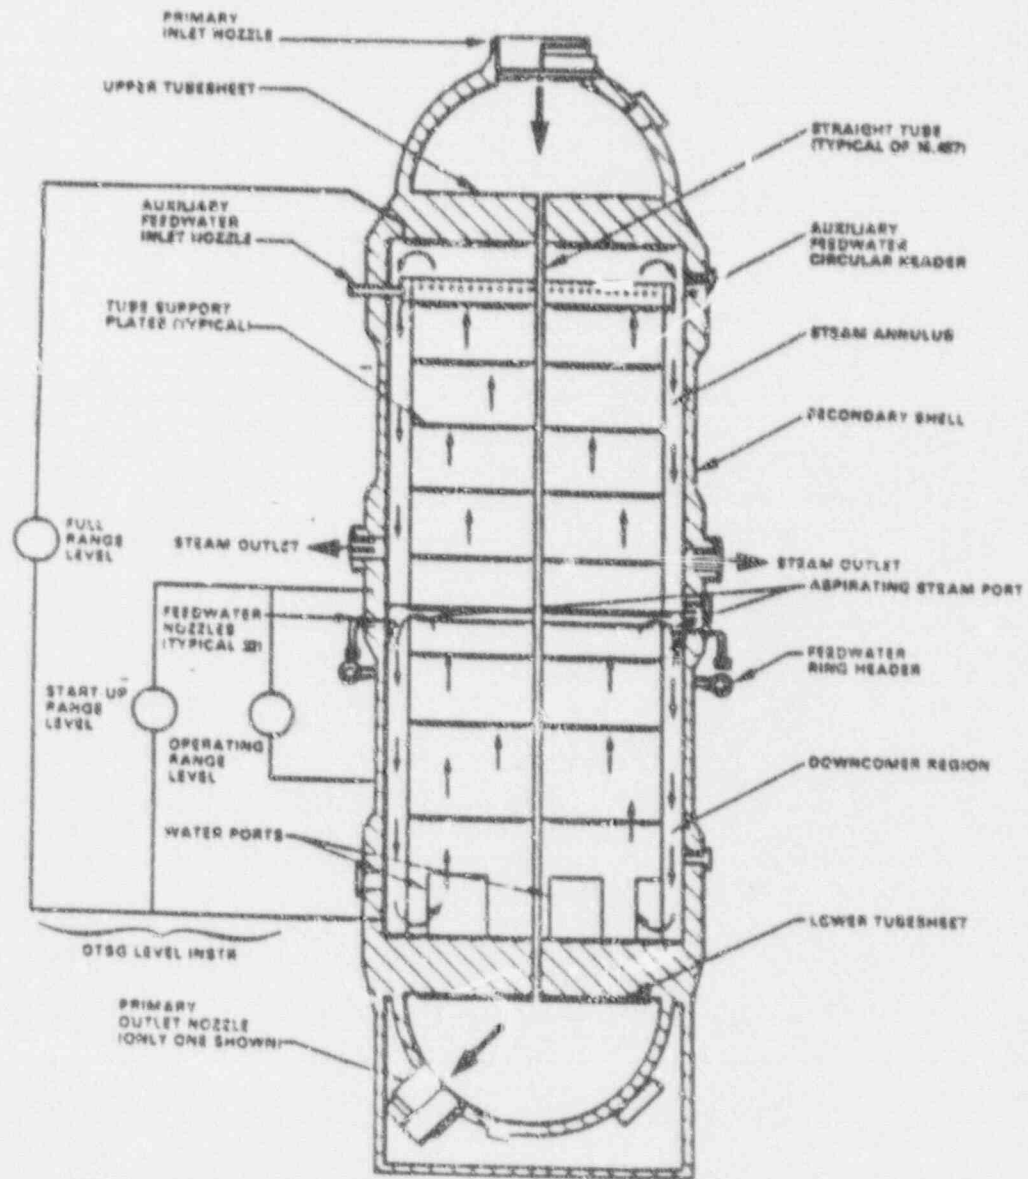 PRIMARY
INLET NOZZLE
UPPER TUBESHEET
STRAIGHT TUBE
(TYPICAL OF
AUXILIARY
FEEDWATER
INLET NOZZLE
AUXILIARY
FEEDWATER
CIRCULAR HEADER
TUBE SUPPORT
PLATES (TYPICAL)
STEAM ANNULUS
SECONDARY SHELL
FULL
RANGE
LEVEL
STEAM OUTLET
STEAM OUTLET
ASPIRATING STEAM PORT
FEEDWATER
NOZZLES
(TYPICAL
FEEDWATER
RING HEADER
START-UP
RANGE
LEVEL
OPERATING
RANGE
LEVEL
DOWNCOMER REGION
WATER PORTS
LOWER TUBESHEET
OTSG LEVEL INSTR
PRIMARY
OUTLET NOZZLE
(ONLY ONE SHOWN)